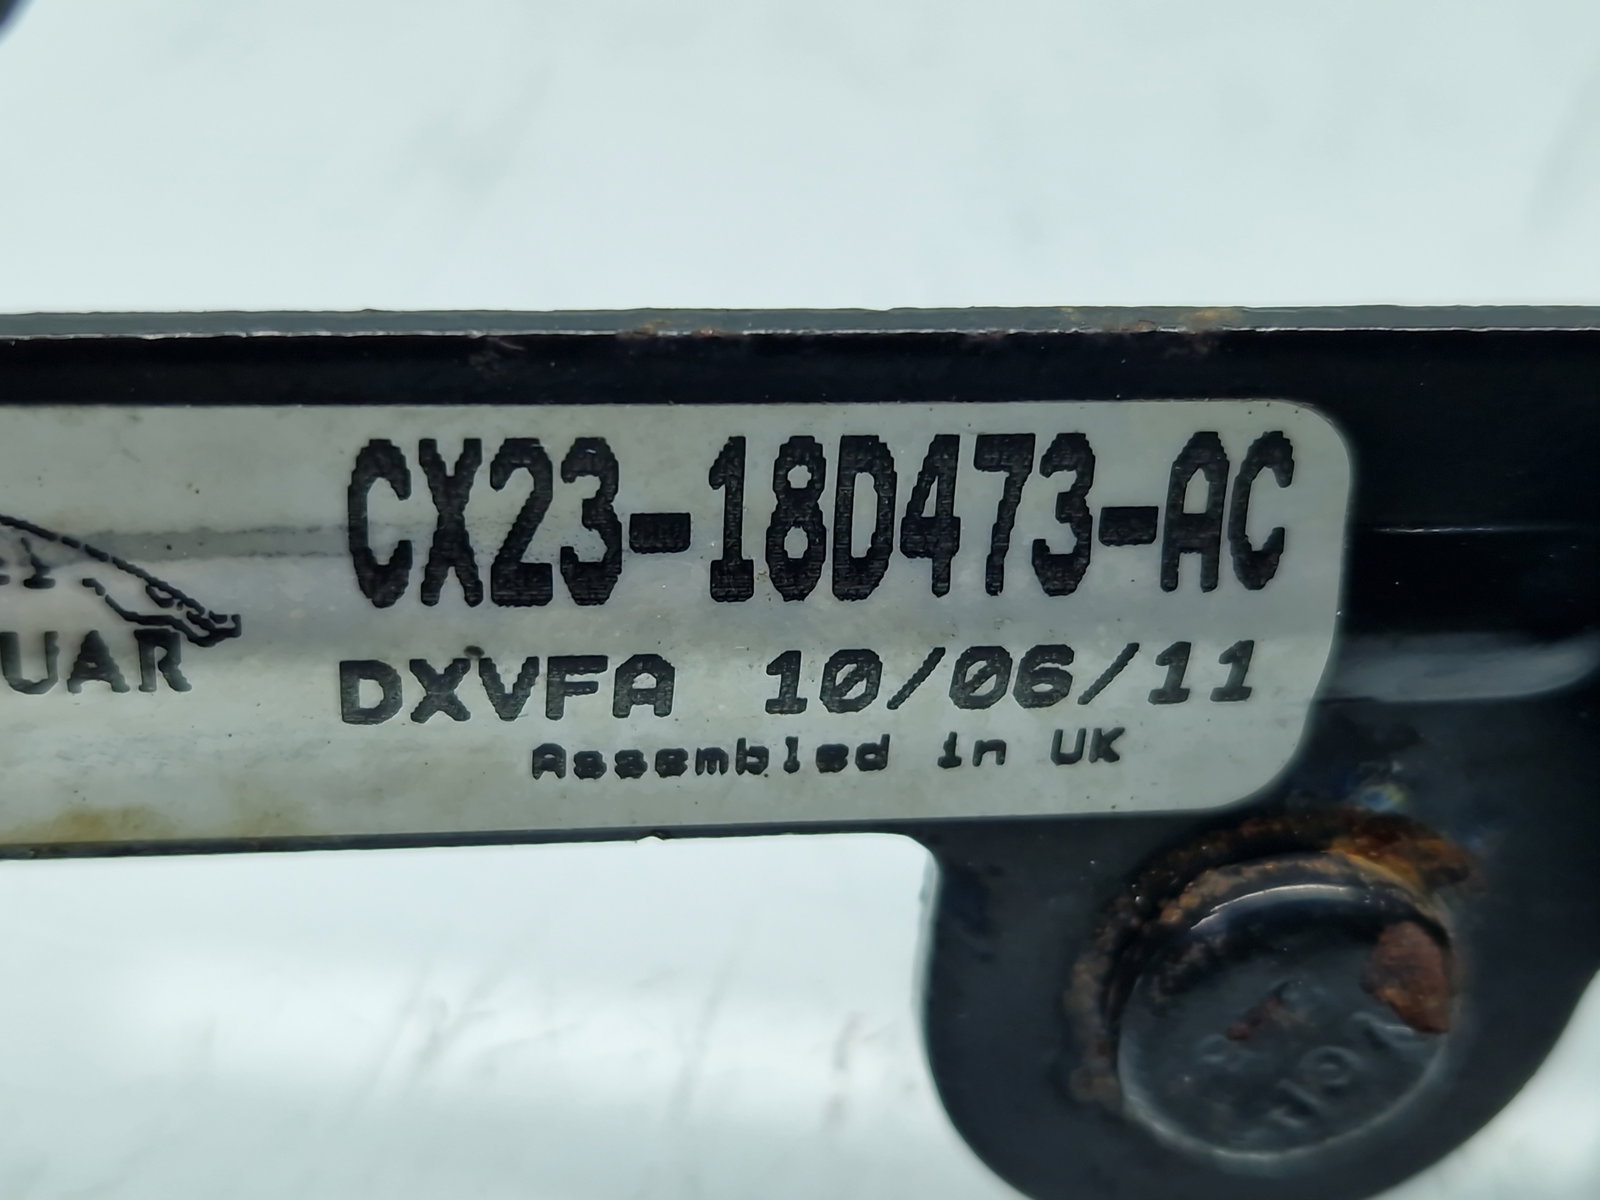 CX23-18D473-AC
DXVFA 10/06/11
Assembled in UK